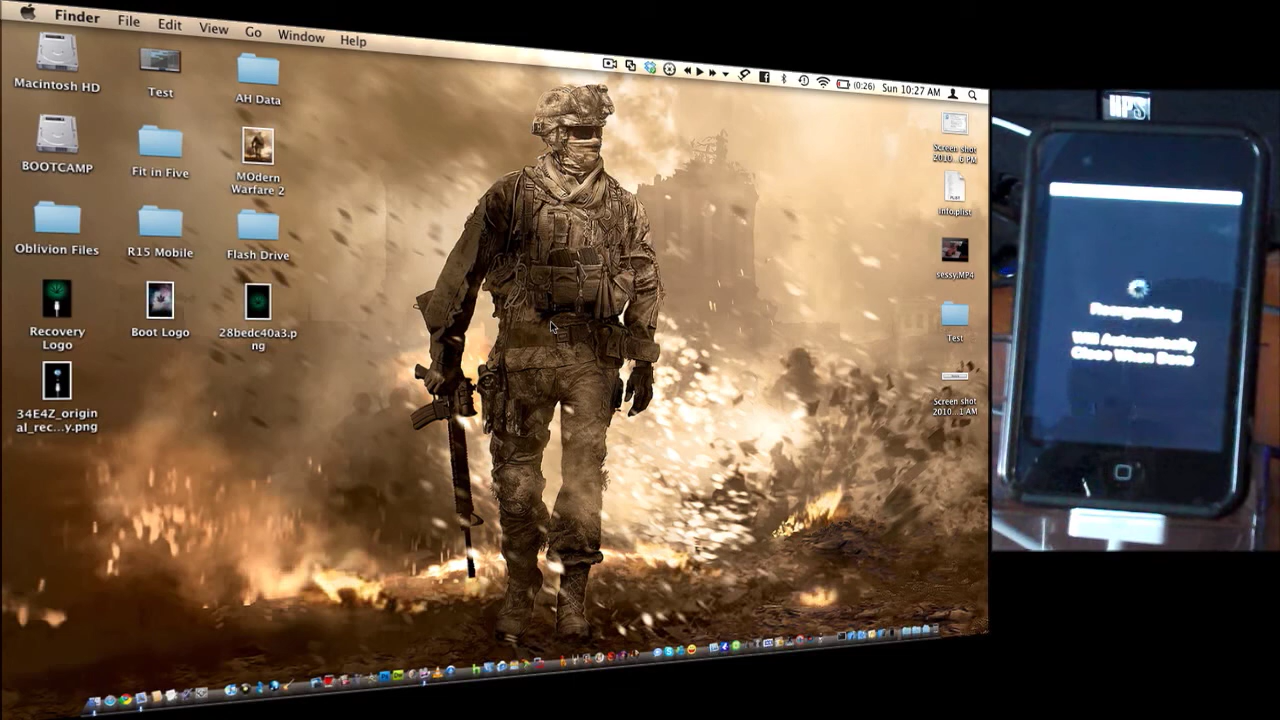 Finder File Edit View Go Window Help
(0:26) Sun 10:27 AM
Macintosh HD
Test
AH Data
BOOTCAMP
Fit in Five
MOdern
Warfare 2
Oblivion Files
R15 Mobile
Flash Drive
Recovery
Logo
Boot Logo
28bedc40a3.p
ng
34E4Z_origin
al_rec...y.png
Screen shot
2010...6 PM
Info.plist
sessy.MP4
Test
Screen shot
2010...1 AM
Reorganizing
Will Automatically
Close When Done